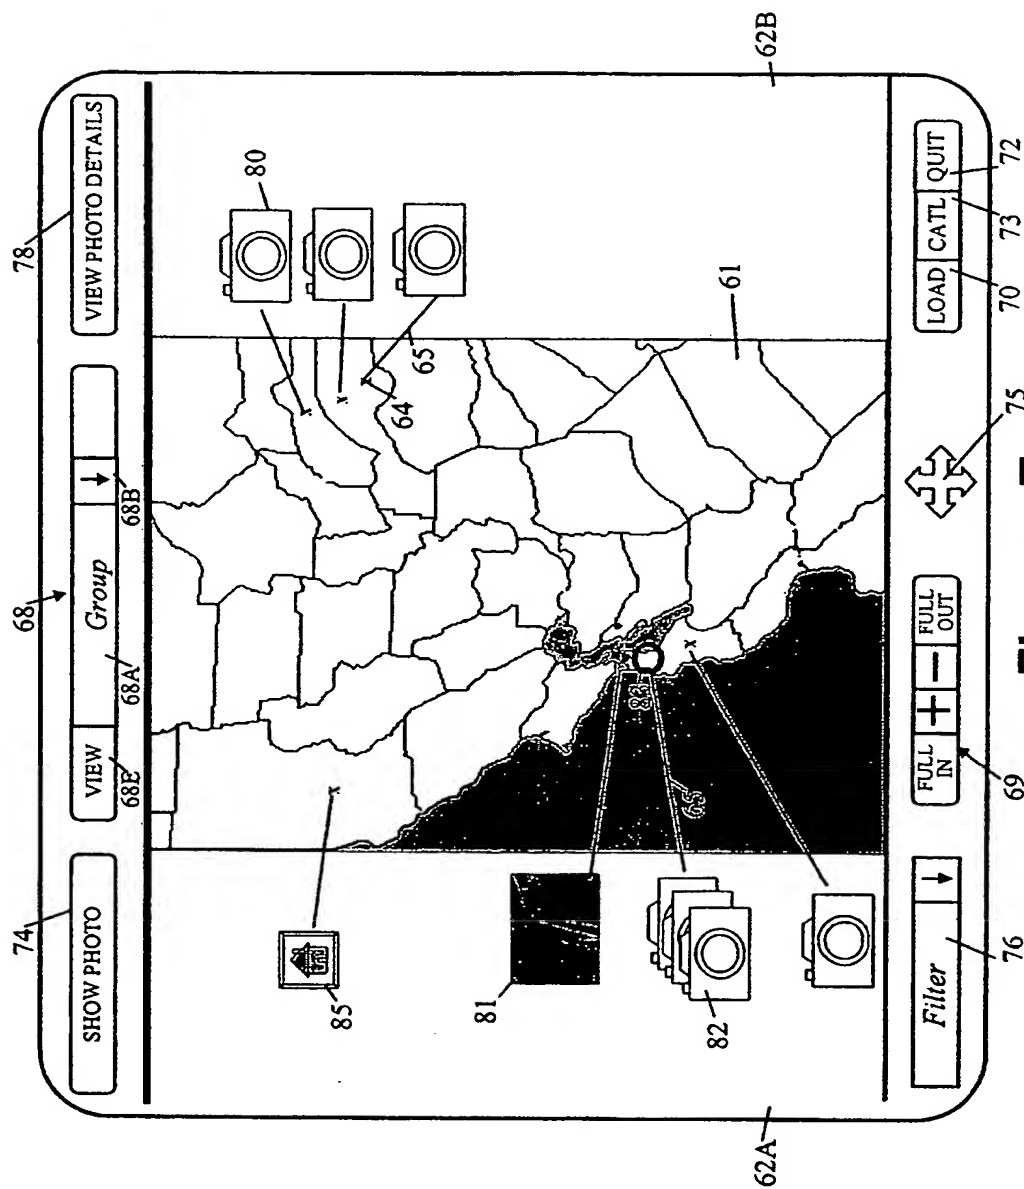 74 68 78
SHOW PHOTO VIEW Group ↓ VIEW PHOTO DETAILS
68E 68A 68B
80
85
64 65
81
83
65
82
61
62A 62B
Filter ↓ FULL IN + − FULL OUT LOAD CATL QUIT
76 69 75 70 73 72